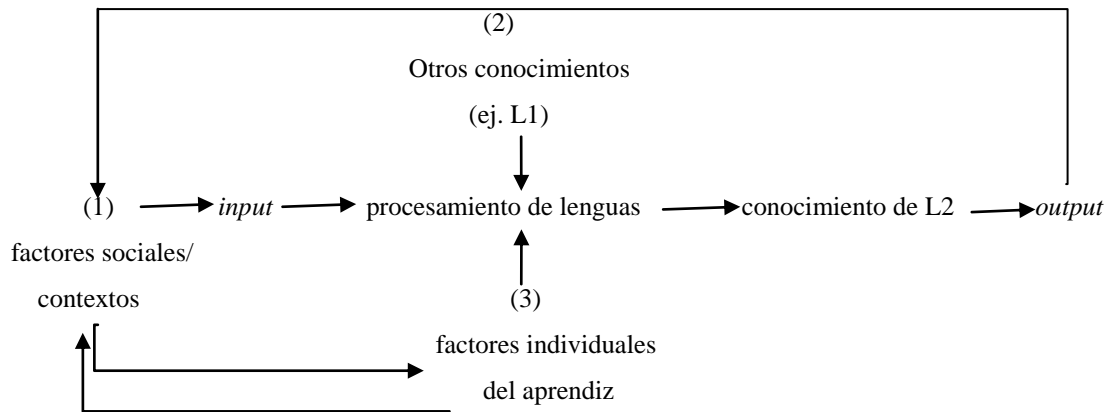 (2)
Otros conocimientos
(ej. L1)
(1) input procesamiento de lenguas conocimiento de L2 output
factores sociales/
contextos
(3)
factores individuales
del aprendiz